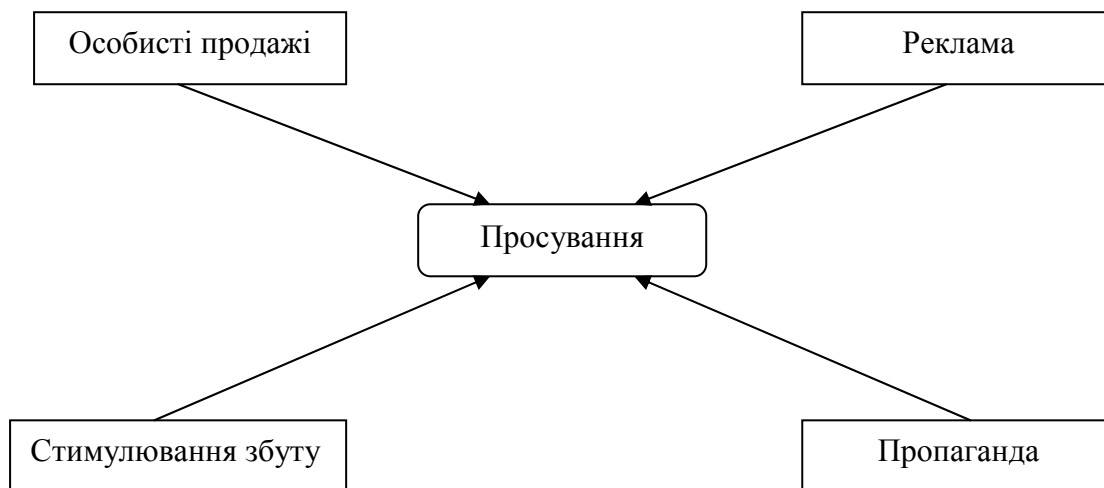 Особисті продажі
Реклама
Просування
Стимулювання збуту
Пропаганда